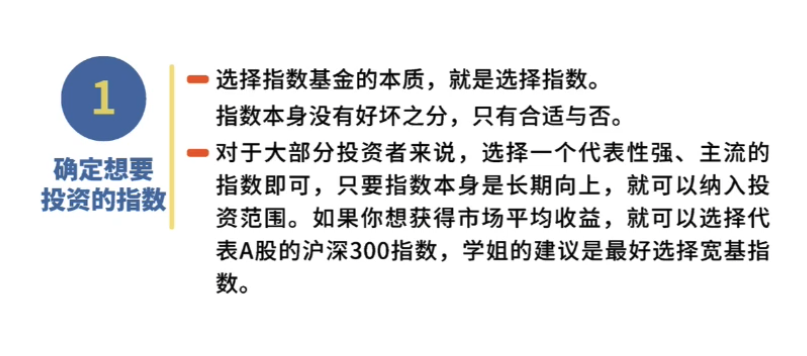 1
确定想要
投资的指数
选择指数基金的本质，就是选择指数。
指数本身没有好坏之分，只有合适与否。
对于大部分投资者来说，选择一个代表性强、主流的
指数即可，只要指数本身是长期向上，就可以纳入投
资范围。如果你想获得市场平均收益，就可以选择代
表A股的沪深300指数，学姐的建议是最好选择宽基指
数。